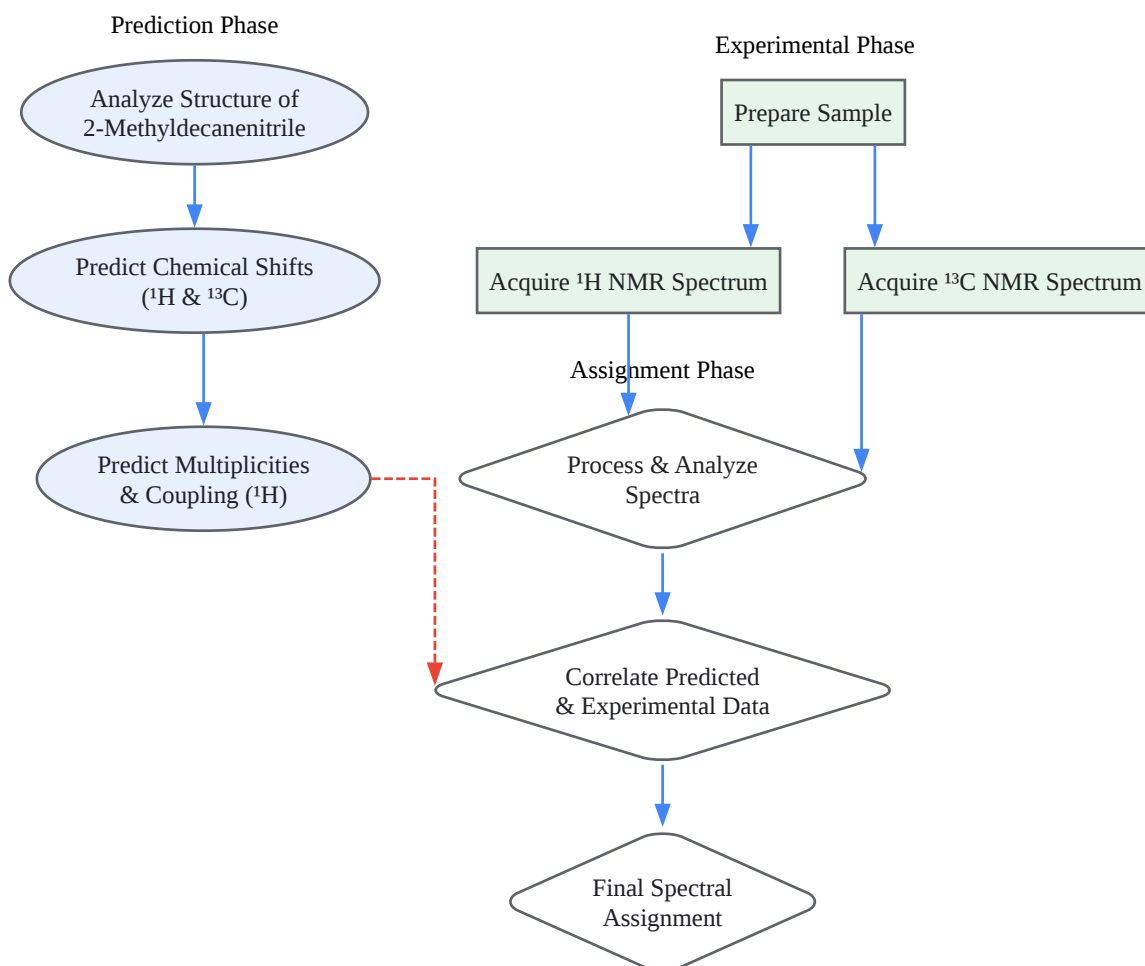 Prediction Phase
Analyze Structure of
2-Methyldecanenitrile
Predict Chemical Shifts
(¹H & ¹³C)
Predict Multiplicities
& Coupling (¹H)
Experimental Phase
Prepare Sample
Acquire ¹H NMR Spectrum
Acquire ¹³C NMR Spectrum
Assignment Phase
Process & Analyze
Spectra
Correlate Predicted
& Experimental Data
Final Spectral
Assignment